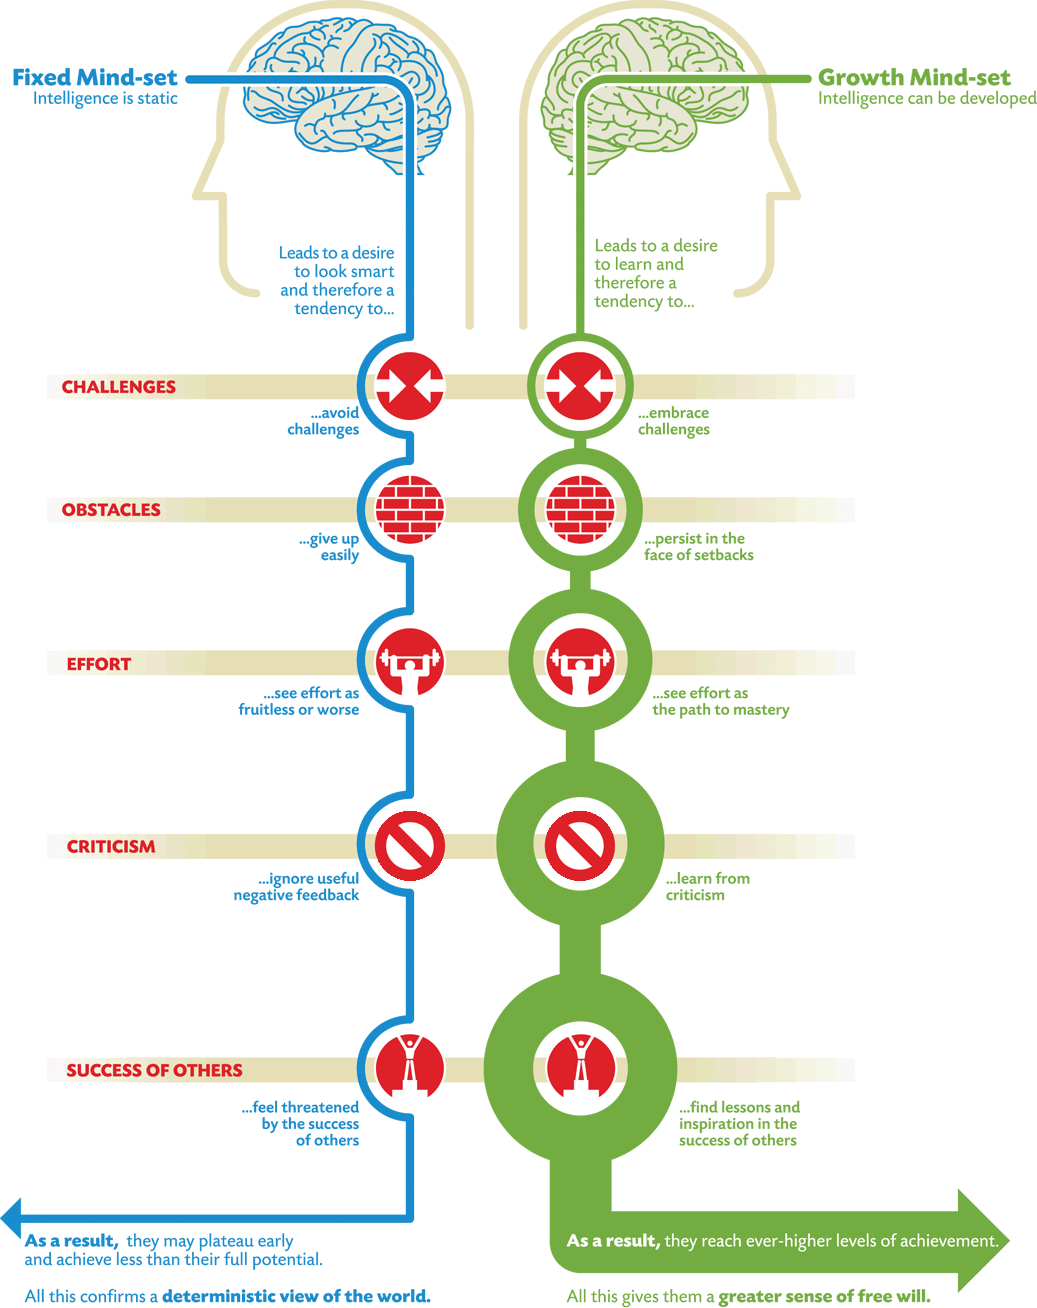 Fixed Mind-set
Intelligence is static
Growth Mind-set
Intelligence can be developed
Leads to a desire
to look smart
and therefore a
tendency to...
Leads to a desire
to learn and
therefore a
tendency to...
CHALLENGES
...avoid
challenges
...embrace
challenges
OBSTACLES
...give up
easily
...persist in the
face of setbacks
EFFORT
...see effort as
fruitless or worse
...see effort as
the path to mastery
CRITICISM
...ignore useful
negative feedback
...learn from
criticism
SUCCESS OF OTHERS
...feel threatened
by the success
of others
...find lessons and
inspiration in the
success of others
As a result, they may plateau early
and achieve less than their full potential.
All this confirms a deterministic view of the world.
As a result, they reach ever-higher levels of achievement.
All this gives them a greater sense of free will.